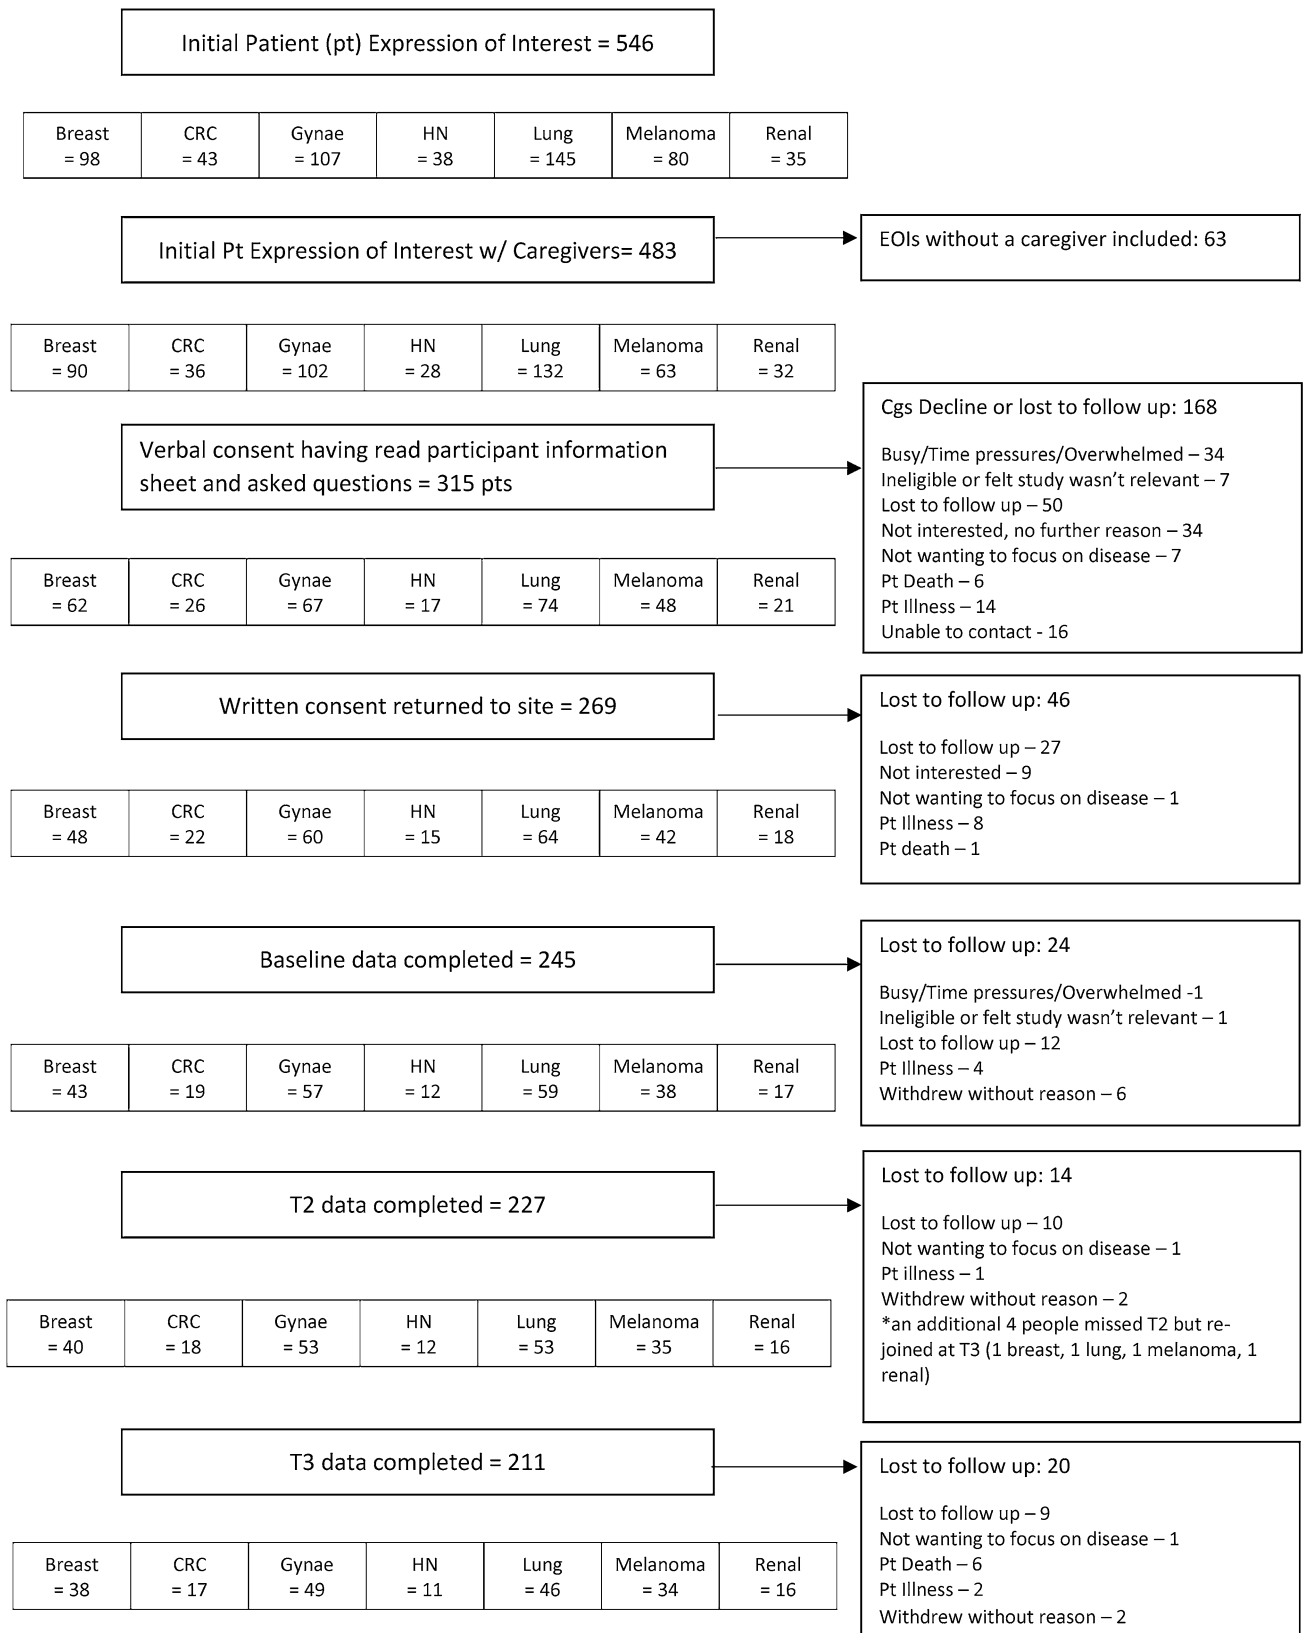 Initial Patient (pt) Expression of Interest = 546
Breast CRC Gynae HN Lung Melanoma Renal
= 98 = 43 = 107 = 38 = 145 = 80 = 35
Initial Pt Expression of Interest w/ Caregivers= 483
EOIs without a caregiver included: 63
Breast CRC Gynae HN Lung Melanoma Renal
= 90 = 36 = 102 = 28 = 132 = 63 = 32
Verbal consent having read participant information
sheet and asked questions = 315 pts
Cgs Decline or lost to follow up: 168
Busy/Time pressures/Overwhelmed – 34
Ineligible or felt study wasn’t relevant – 7
Lost to follow up – 50
Not interested, no further reason – 34
Not wanting to focus on disease – 7
Pt Death – 6
Pt Illness – 14
Unable to contact - 16
Breast CRC Gynae HN Lung Melanoma Renal
= 62 = 26 = 67 = 17 = 74 = 48 = 21
Written consent returned to site = 269
Lost to follow up: 46
Lost to follow up – 27
Not interested – 9
Not wanting to focus on disease – 1
Pt Illness – 8
Pt death – 1
Breast CRC Gynae HN Lung Melanoma Renal
= 48 = 22 = 60 = 15 = 64 = 42 = 18
Baseline data completed = 245
Lost to follow up: 24
Busy/Time pressures/Overwhelmed -1
Ineligible or felt study wasn’t relevant – 1
Lost to follow up – 12
Pt Illness – 4
Withdrew without reason – 6
Breast CRC Gynae HN Lung Melanoma Renal
= 43 = 19 = 57 = 12 = 59 = 38 = 17
T2 data completed = 227
Lost to follow up: 14
Lost to follow up – 10
Not wanting to focus on disease – 1
Pt illness – 1
Withdrew without reason – 2
*an additional 4 people missed T2 but re-
joined at T3 (1 breast, 1 lung, 1 melanoma, 1
renal)
Breast CRC Gynae HN Lung Melanoma Renal
= 40 = 18 = 53 = 12 = 53 = 35 = 16
T3 data completed = 211
Lost to follow up: 20
Lost to follow up – 9
Not wanting to focus on disease – 1
Pt Death – 6
Pt Illness – 2
Withdrew without reason – 2
Breast CRC Gynae HN Lung Melanoma Renal
= 38 = 17 = 49 = 11 = 46 = 34 = 16